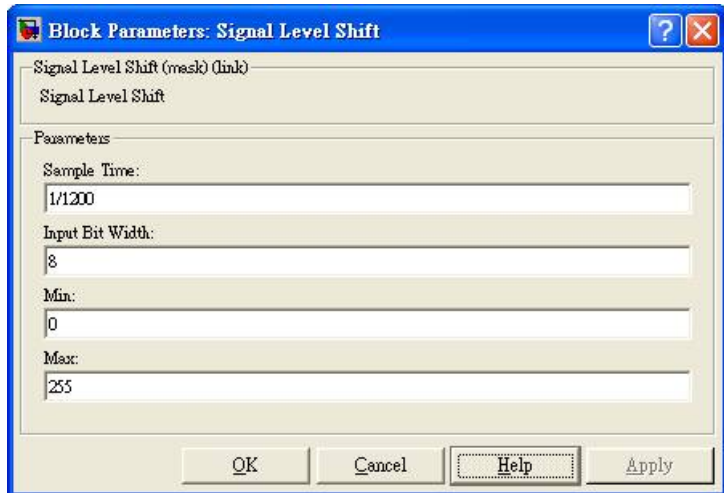 Block Parameters: Signal Level Shift
Signal Level Shift (mask) (link)
Signal Level Shift
Parameters
Sample Time:
1/1200
Input Bit Width:
8
Min:
0
Max:
255
OK Cancel Help Apply